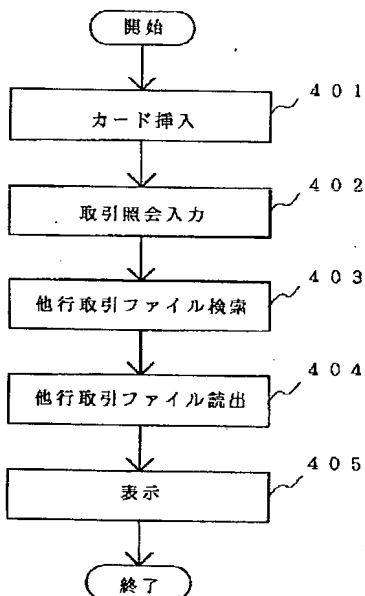 開始
401
カード挿入
402
取引照会入力
403
他行取引ファイル検索
404
他行取引ファイル読出
405
表示
終了